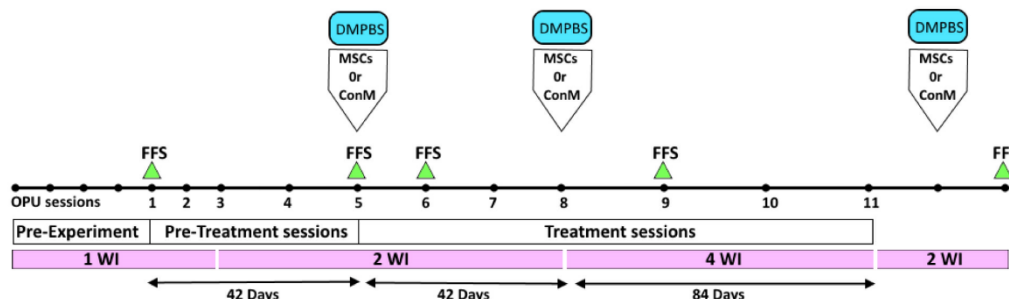 DMPBS DMPBS DMPBS
MSCs MSCs MSCs
0r 0r 0r
ConM ConM ConM
FFS FFS FFS FFS FF
OPU sessions 1 2 3 4 5 6 7 8 9 10 11
Pre-Experiment Pre-Treatment sessions Treatment sessions
1 WI 2 WI 4 WI 2 WI
42 Days 42 Days 84 Days